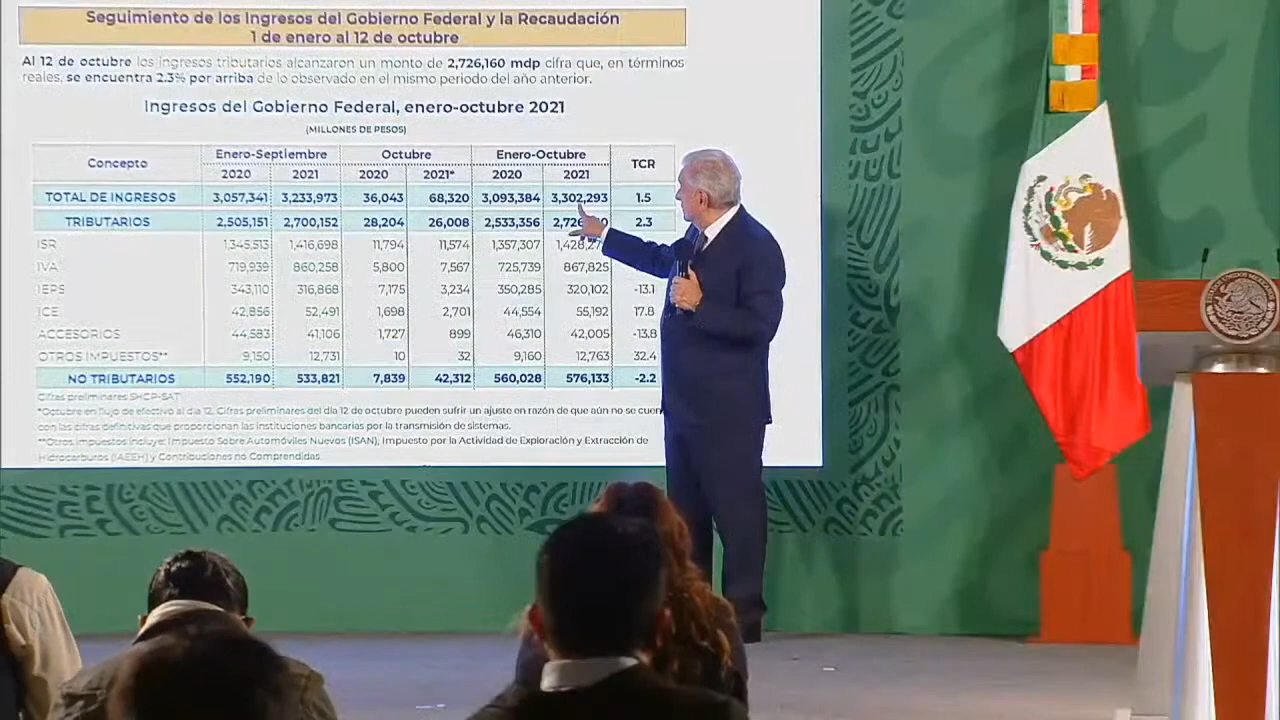 Seguimiento de los Ingresos del Gobierno Federal y la Recaudación
1 de enero al 12 de octubre
Al 12 de octubre los ingresos tributarios alcanzaron un monto de 2,726,160 mdp cifra que, en términos
reales, se encuentra 2.3% por arriba de lo observado en el mismo periodo del año anterior.
Ingresos del Gobierno Federal, enero-octubre 2021
(MILLONES DE PESOS)
Concepto Enero-Septiembre Octubre Enero-Octubre TCR
2020 2021 2020 2021* 2020 2021
TOTAL DE INGRESOS 3,057,341 3,233,973 36,043 68,320 3,093,384 3,302,293 1.5
TRIBUTARIOS 2,505,151 2,700,152 28,204 26,008 2,533,356 2.3
ISR 1,345,513 1,416,698 11,794 11,574 1,357,307
IVA 719,939 860,258 5,800 7,567 725,739 867,825
IEPS 343,110 316,868 7,175 3,234 350,285 320,102 -13.1
ICE 42,856 52,491 1,698 2,701 44,554 55,192 17.8
ACCESORIOS 44,583 41,106 1,727 899 46,310 42,005 -13.8
OTROS IMPUESTOS** 9,150 12,731 10 32 9,160 12,763 32.4
NO TRIBUTARIOS 552,190 533,821 7,839 42,312 560,028 576,133 -2.2
Cifras preliminares SHCP-SAT
*Octubre en flujo de efectivo al día 12. Cifras preliminares del día 12 de octubre pueden sufrir un ajuste en razón de que aún no se cuen
con las cifras definitivas que proporcionan las instituciones bancarias por la transmisión de sistemas.
**Otros Impuestos incluye: Impuesto Sobre Automóviles Nuevos (ISAN), Impuesto por la Actividad de Exploración y Extracción de
Hidrocarburos (IAEEH) y Contribuciones no Comprendidas